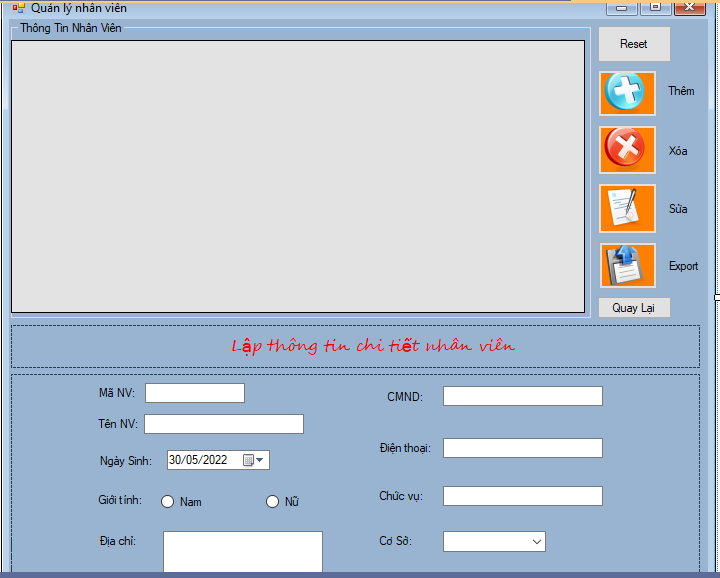 Quản lý nhân viên
Thông Tin Nhân Viên
Reset
Thêm
Xóa
Sửa
Export
Quay Lại
Lập thông tin chi tiết nhân viên
Mã NV:
Tên NV:
Ngày Sinh: 30/05/2022
Giới tính: Nam Nữ
Địa chỉ:
CMND:
Điện thoại:
Chức vụ:
Cơ Sở: